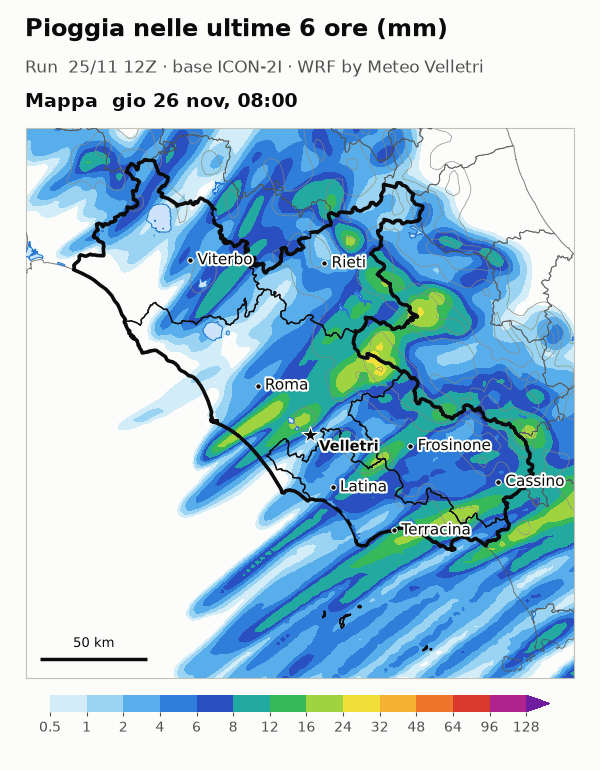 Pioggia nelle ultime 6 ore (mm)
Run 25/11 12Z · base ICON-2I · WRF by Meteo Velletri
Mappa gio 26 nov, 08:00
Viterbo
Rieti
Roma
Velletri
Frosinone
Cassino
Latina
Terracina
50 km
0.5 1 2 4 6 8 12 16 24 32 48 64 96 128